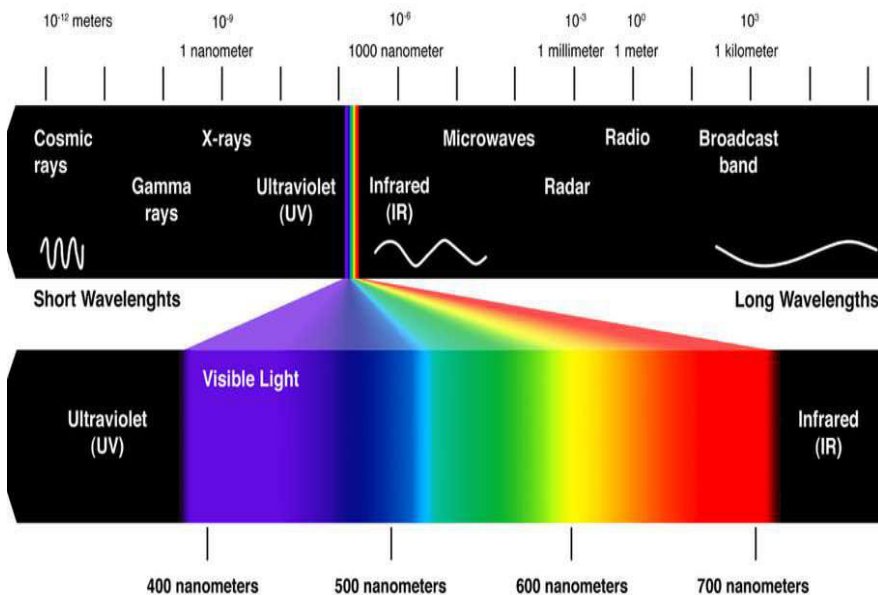 10⁻¹² meters 10⁻⁹ 10⁻⁶ 10⁻³ 10⁰ 10³
1 nanometer 1000 nanometer 1 millimeter 1 meter 1 kilometer
Cosmic
rays
X-rays
Microwaves
Radio
Broadcast
band
Gamma
rays
Ultraviolet
(UV)
Infrared
(IR)
Radar
Short Wavelenghts
Long Wavelengths
Visible Light
Ultraviolet
(UV)
Infrared
(IR)
400 nanometers 500 nanometers 600 nanometers 700 nanometers